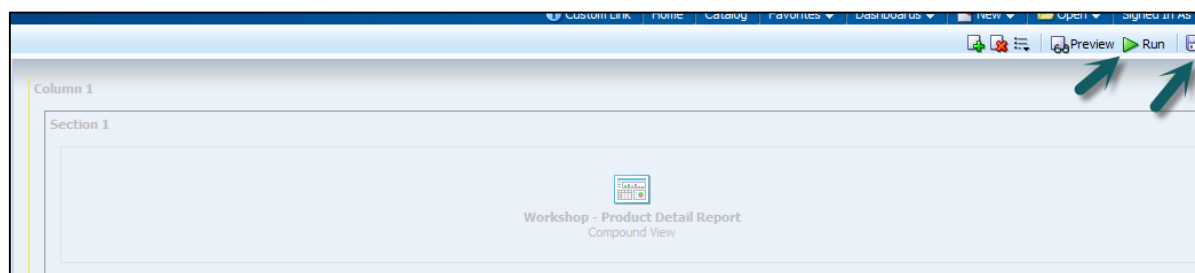 Custom Link Home Catalog Favorites Dashboards New Open Signed In As
Preview Run
Column 1
Section 1
Workshop - Product Detail Report
Compound View